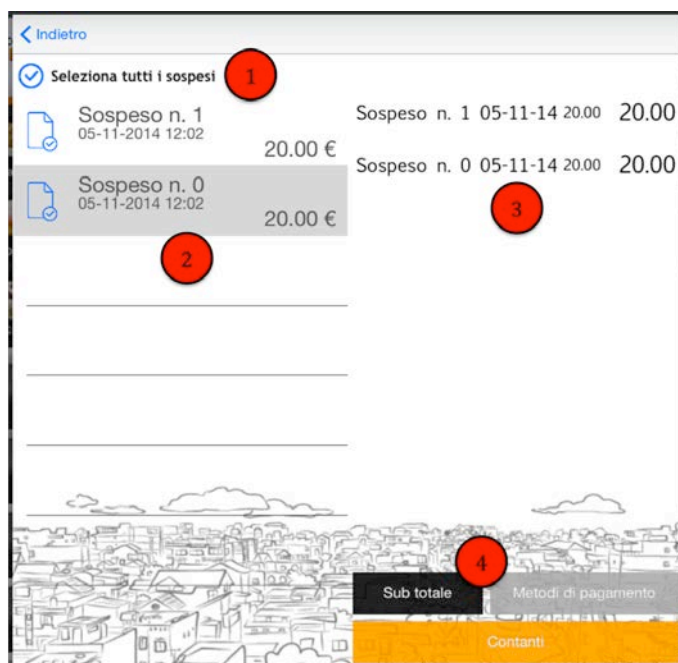 Indietro
Seleziona tutti i sospesi 1
Sospeso n. 1
05-11-2014 12:02
20.00 €
Sospeso n. 0
05-11-2014 12:02
20.00 €
2
Sospeso n. 1 05-11-14 20.00 20.00
Sospeso n. 0 05-11-14 20.00 20.00
3
4
Sub totale Metodi di pagamento
Contanti